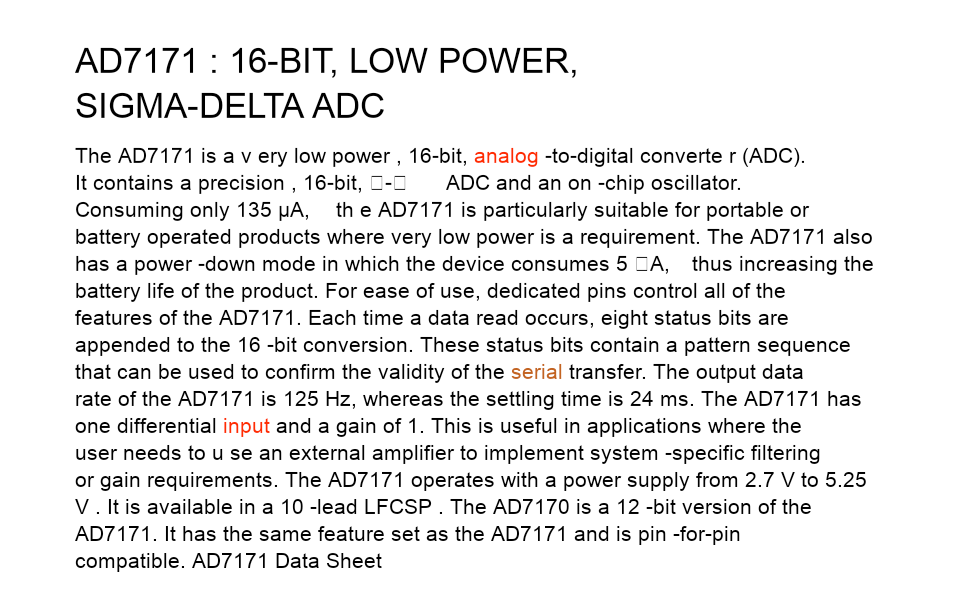 AD7171 : 16-BIT, LOW POWER,
SIGMA-DELTA ADC
The AD7171 is a v ery low power , 16-bit, analog -to-digital converte r (ADC).
It contains a precision , 16-bit, □-□ ADC and an on -chip oscillator.
Consuming only 135 μA, th e AD7171 is particularly suitable for portable or
battery operated products where very low power is a requirement. The AD7171 also
has a power -down mode in which the device consumes 5 □A, thus increasing the
battery life of the product. For ease of use, dedicated pins control all of the
features of the AD7171. Each time a data read occurs, eight status bits are
appended to the 16 -bit conversion. These status bits contain a pattern sequence
that can be used to confirm the validity of the serial transfer. The output data
rate of the AD7171 is 125 Hz, whereas the settling time is 24 ms. The AD7171 has
one differential input and a gain of 1. This is useful in applications where the
user needs to u se an external amplifier to implement system -specific filtering
or gain requirements. The AD7171 operates with a power supply from 2.7 V to 5.25
V . It is available in a 10 -lead LFCSP . The AD7170 is a 12 -bit version of the
AD7171. It has the same feature set as the AD7171 and is pin -for-pin
compatible. AD7171 Data Sheet